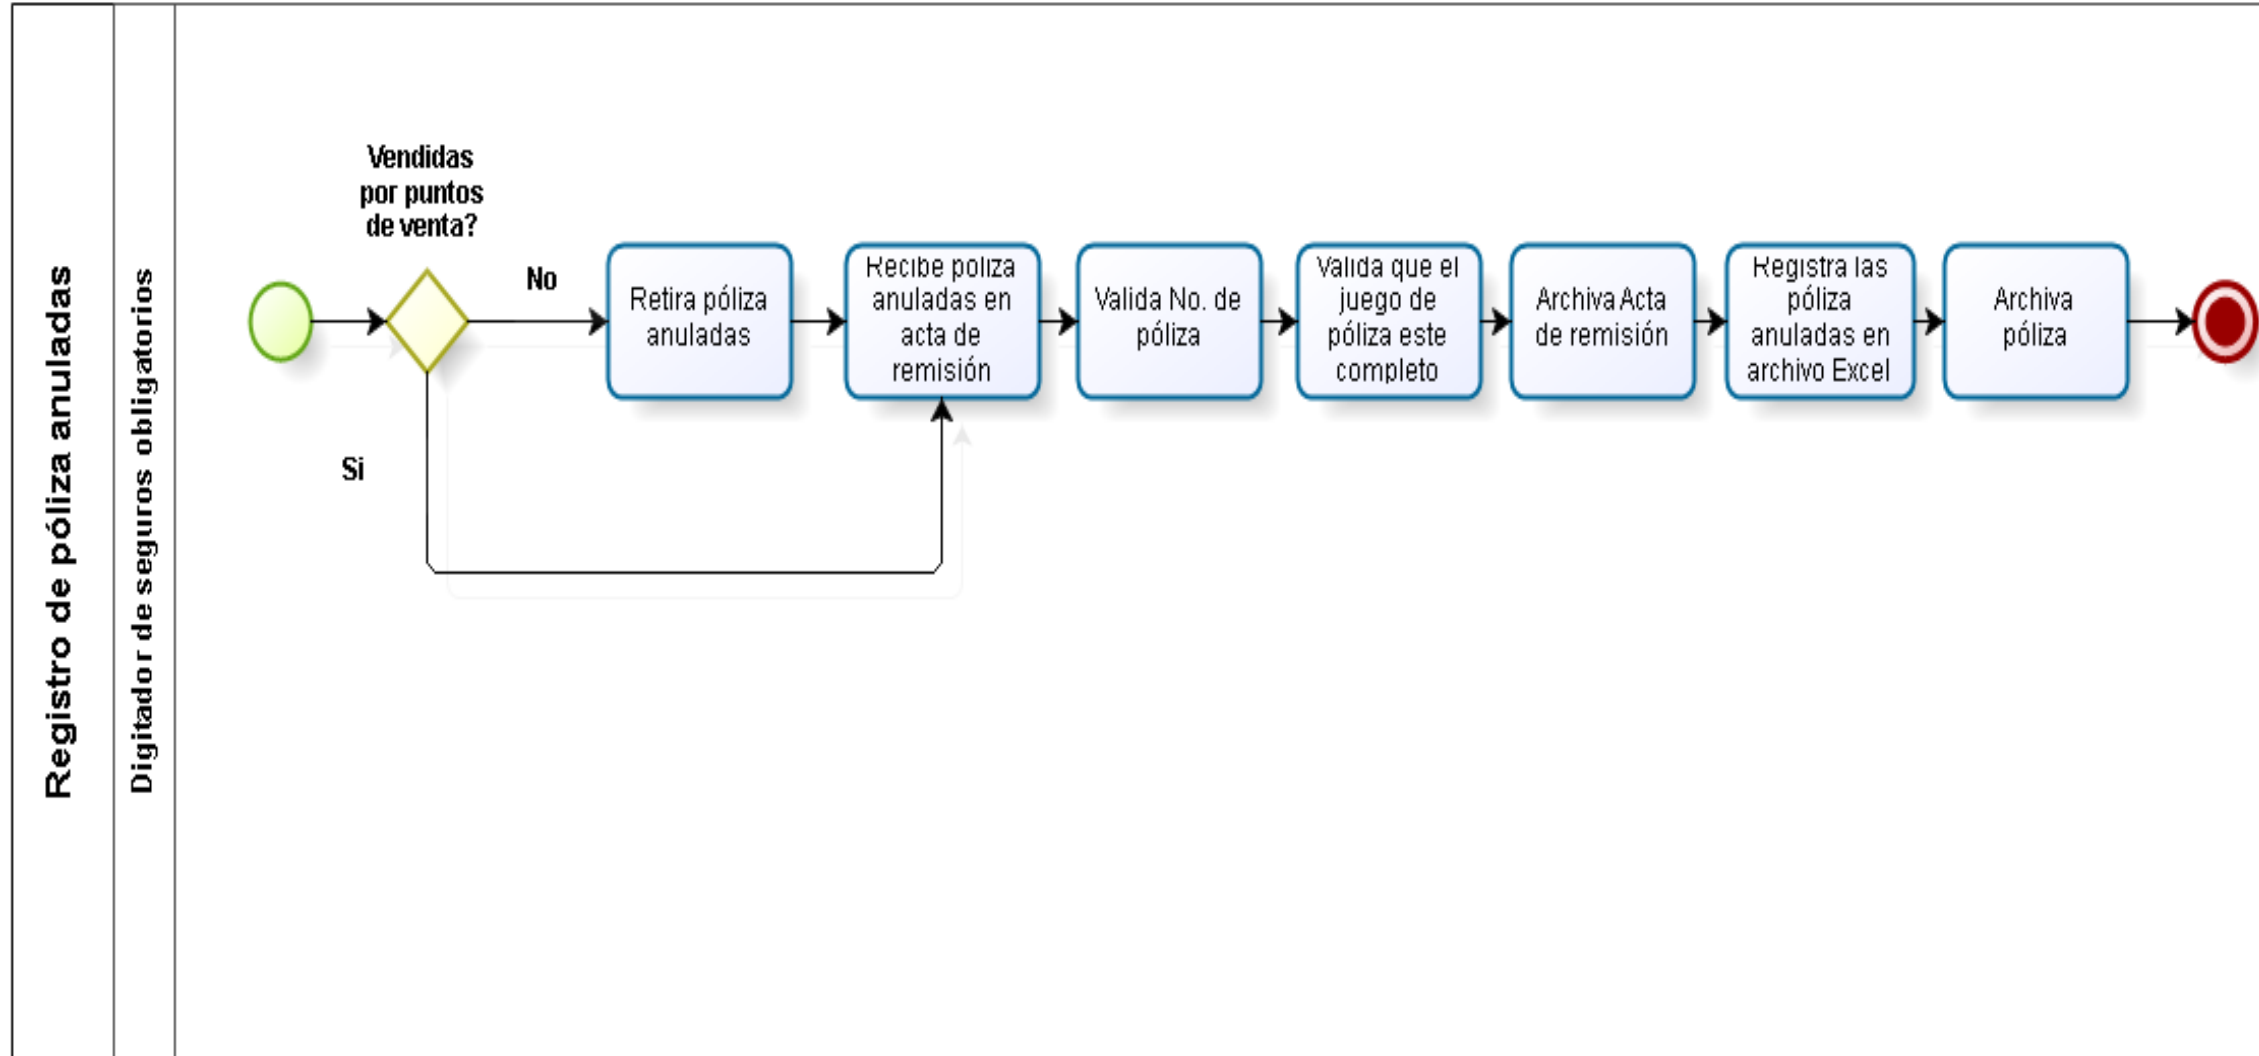 Registro de póliza anuladas
Digitador de seguros obligatorios
Vendidas
por puntos
de venta?
No
Si
Retira póliza
anuladas
Recibe poliza
anuladas en
acta de
remisión
Valida No. de
póliza
Valida que el
juego de
póliza este
completo
Archiva Acta
de remisión
Registra las
póliza
anuladas en
archivo Excel
Archiva
póliza